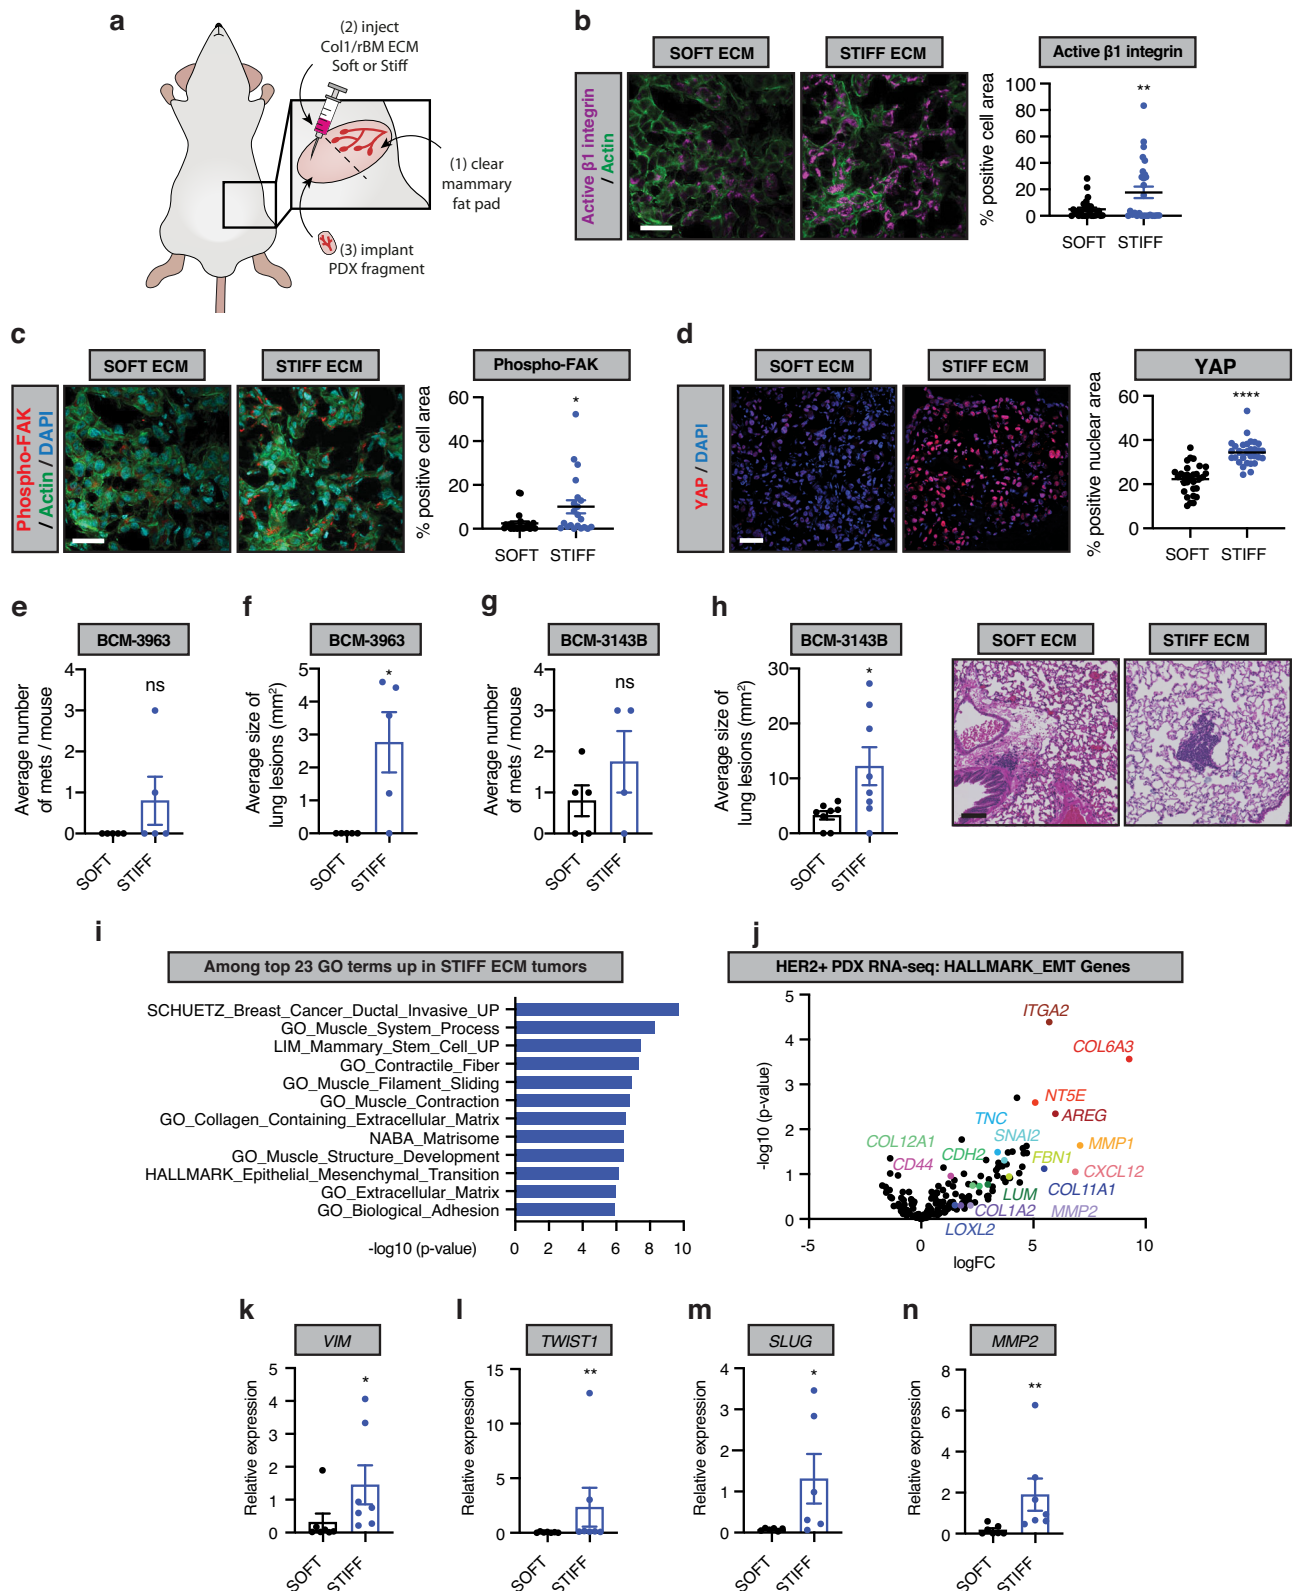 a
(2) inject
Col1/rBM ECM
Soft or Stiff
(1) clear
mammary
fat pad
(3) implant
PDX fragment
b
SOFT ECM
STIFF ECM
Active β1 integrin
/ Actin
Active β1 integrin
% positive cell area
100
80
60
40
20
0
**
SOFT
STIFF
c
SOFT ECM
STIFF ECM
Phospho-FAK
/ Actin / DAPI
Phospho-FAK
% positive cell area
60
40
20
0
*
SOFT
STIFF
d
SOFT ECM
STIFF ECM
YAP / DAPI
YAP
% positive nuclear area
60
40
20
0
****
SOFT
STIFF
e
BCM-3963
Average number
of mets / mouse
4
3
2
1
0
ns
SOFT
STIFF
f
BCM-3963
Average size of
lung lesions (mm²)
5
4
3
2
1
0
*
SOFT
STIFF
g
BCM-3143B
Average number
of mets / mouse
4
3
2
1
0
ns
SOFT
STIFF
h
BCM-3143B
Average size of
lung lesions (mm²)
30
20
10
0
*
SOFT
STIFF
SOFT ECM
STIFF ECM
i
Among top 23 GO terms up in STIFF ECM tumors
SCHUETZ_Breast_Cancer_Ductal_Invasive_UP
GO_Muscle_System_Process
LIM_Mammary_Stem_Cell_UP
GO_Contractile_Fiber
GO_Muscle_Filament_Sliding
GO_Muscle_Contraction
GO_Collagen_Containing_Extracellular_Matrix
NABA_Matrisome
GO_Muscle_Structure_Development
HALLMARK_Epithelial_Mesenchymal_Transition
GO_Extracellular_Matrix
GO_Biological_Adhesion
-log10 (p-value)
0 2 4 6 8 10
j
HER2+ PDX RNA-seq: HALLMARK_EMT Genes
-log10 (p-value)
5
4
3
2
1
0
ITGA2
COL6A3
NT5E
AREG
TNC
SNAI2
MMP1
COL12A1
CDH2
FBN1
CD44
CXCL12
LUM
COL11A1
COL1A2
MMP2
LOXL2
-5 0 5 10
logFC
k
VIM
Relative expression
5
4
3
2
1
0
*
SOFT
STIFF
l
TWIST1
Relative expression
15
10
5
0
**
SOFT
STIFF
m
SLUG
Relative expression
4
3
2
1
0
*
SOFT
STIFF
n
MMP2
Relative expression
8
6
4
2
0
**
SOFT
STIFF